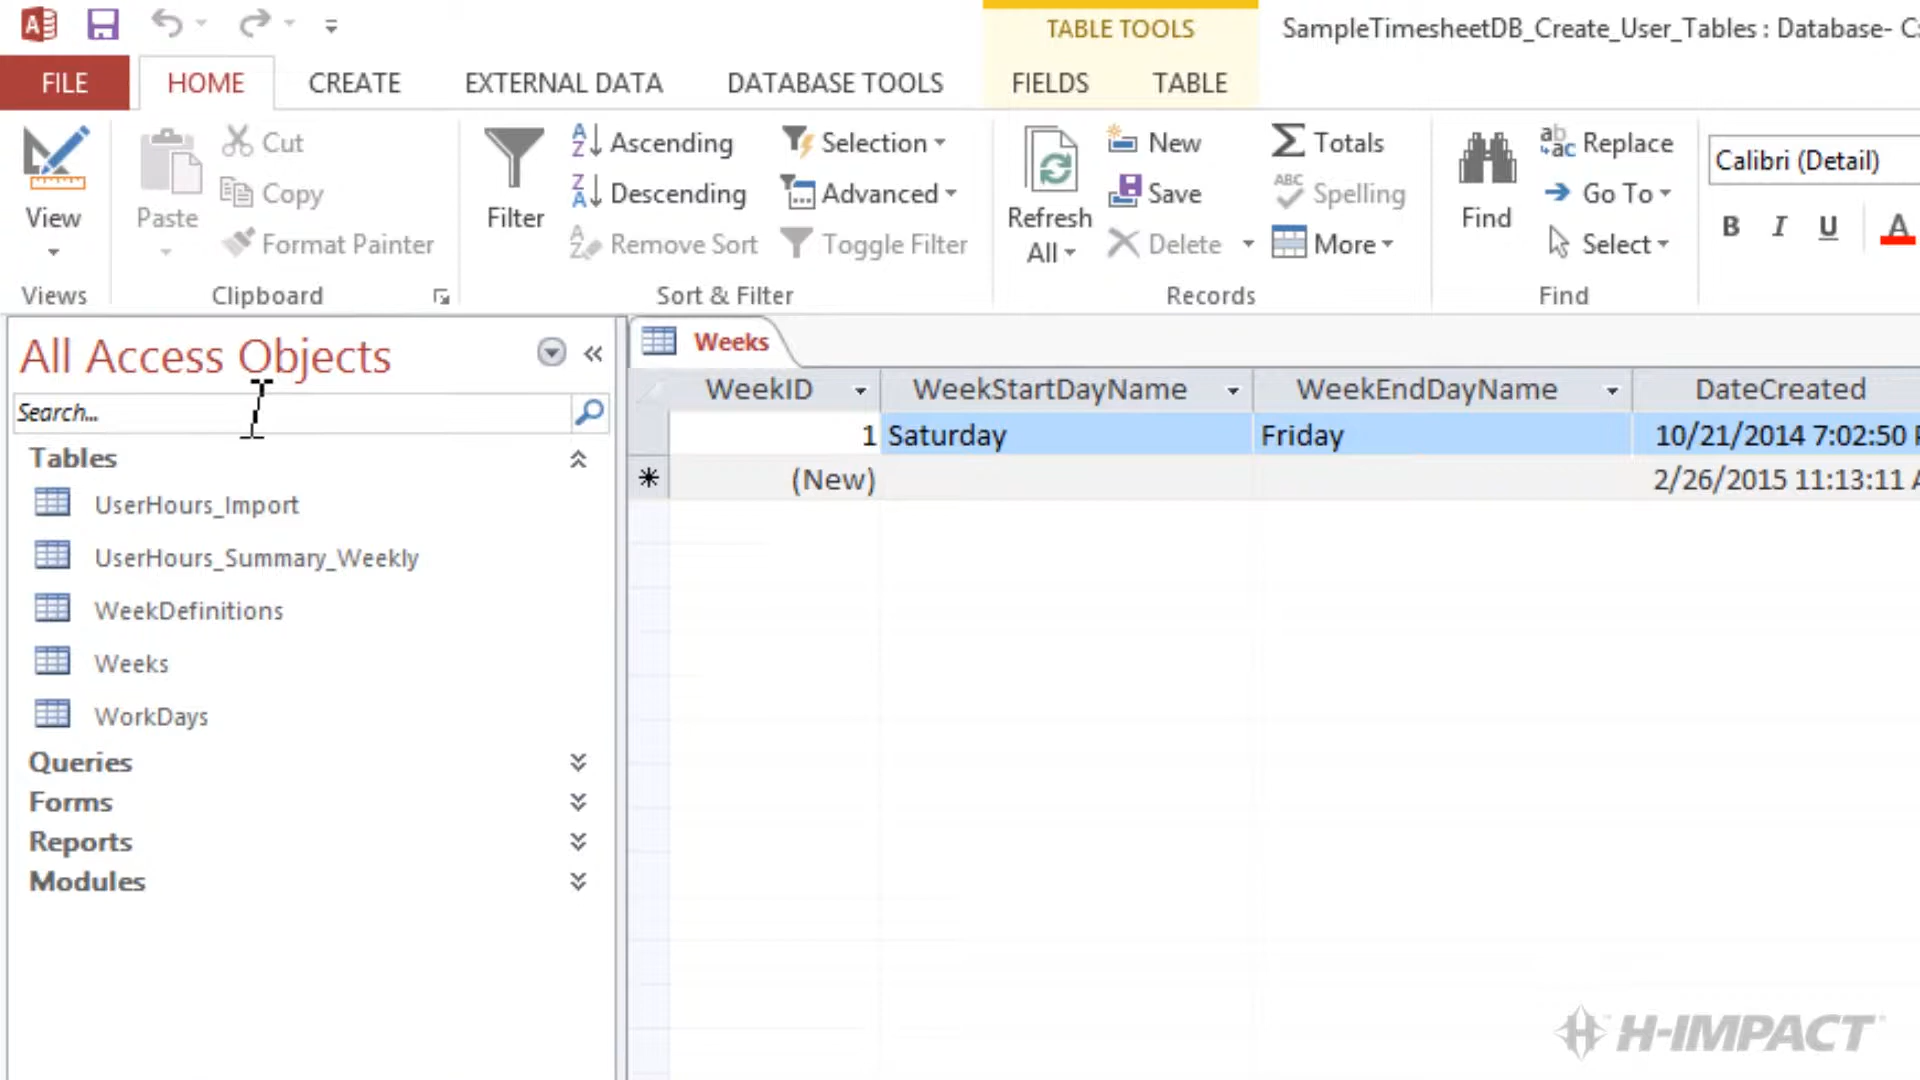 TABLE TOOLS
SampleTimesheetDB_Create_User_Tables : Database-
FILE HOME CREATE EXTERNAL DATA DATABASE TOOLS FIELDS TABLE
View
Views
Paste
Cut
Copy
Format Painter
Clipboard
Filter
Ascending
Descending
Remove Sort
Selection
Advanced
Toggle Filter
Sort & Filter
Refresh
All
New
Save
Delete
Totals
ABC Spelling
More
Records
Find
ab
ac Replace
Go To
Select
Find
Calibri (Detail)
B I U A
All Access Objects
Search...
Tables
UserHours_Import
UserHours_Summary_Weekly
WeekDefinitions
Weeks
WorkDays
Queries
Forms
Reports
Modules
Weeks
WeekID WeekStartDayName WeekEndDayName DateCreated
1 Saturday Friday 10/21/2014 7:02:50
* (New) 2/26/2015 11:13:11
H-IMPACT